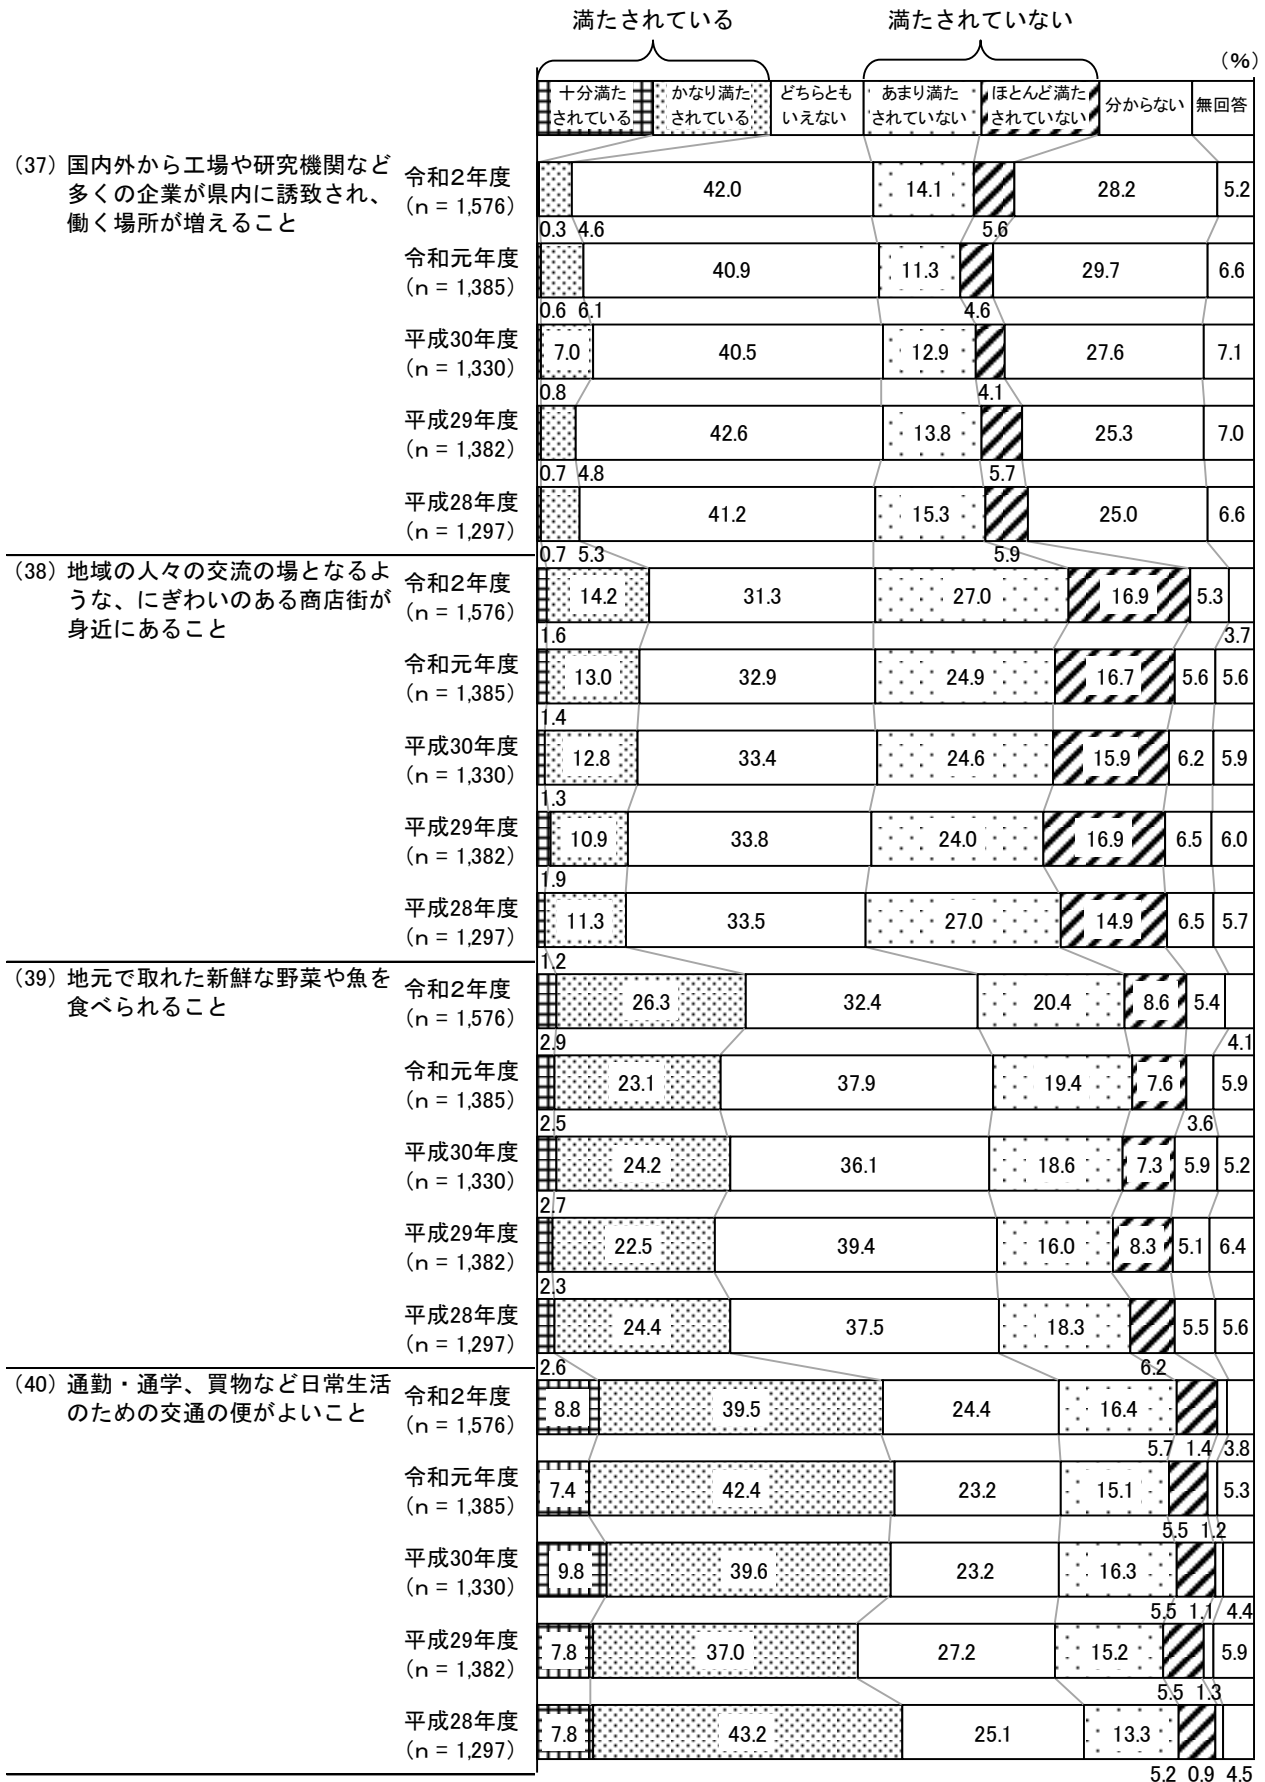 満たされている 満たされていない
(%)
十分満たされている かなり満たされている どちらともいえない あまり満たされていない ほとんど満たされていない 分からない 無回答
(37) 国内外から工場や研究機関など
多くの企業が県内に誘致され、
働く場所が増えること
令和2年度
(n = 1,576)
42.0 14.1 28.2 5.2
0.3 4.6 5.6
令和元年度
(n = 1,385)
40.9 11.3 29.7 6.6
0.6 6.1 4.6
平成30年度
(n = 1,330)
7.0 40.5 12.9 27.6 7.1
0.8 4.1
平成29年度
(n = 1,382)
42.6 13.8 25.3 7.0
0.7 4.8 5.7
平成28年度
(n = 1,297)
41.2 15.3 25.0 6.6
0.7 5.3 5.9
(38) 地域の人々の交流の場となるよ
うな、にぎわいのある商店街が
身近にあること
令和2年度
(n = 1,576)
14.2 31.3 27.0 16.9 5.3
1.6 3.7
令和元年度
(n = 1,385)
13.0 32.9 24.9 16.7 5.6 5.6
1.4
平成30年度
(n = 1,330)
12.8 33.4 24.6 15.9 6.2 5.9
1.3
平成29年度
(n = 1,382)
10.9 33.8 24.0 16.9 6.5 6.0
1.9
平成28年度
(n = 1,297)
11.3 33.5 27.0 14.9 6.5 5.7
1.2
(39) 地元で取れた新鮮な野菜や魚を
食べられること
令和2年度
(n = 1,576)
26.3 32.4 20.4 8.6 5.4
2.9 4.1
令和元年度
(n = 1,385)
23.1 37.9 19.4 7.6 5.9
2.5 3.6
平成30年度
(n = 1,330)
24.2 36.1 18.6 7.3 5.9 5.2
2.7
平成29年度
(n = 1,382)
22.5 39.4 16.0 8.3 5.1 6.4
2.3
平成28年度
(n = 1,297)
24.4 37.5 18.3 5.5 5.6
2.6 6.2
(40) 通勤・通学、買物など日常生活
のための交通の便がよいこと
令和2年度
(n = 1,576)
8.8 39.5 24.4 16.4
5.7 1.4 3.8
令和元年度
(n = 1,385)
7.4 42.4 23.2 15.1 5.3
5.5 1.2
平成30年度
(n = 1,330)
9.8 39.6 23.2 16.3
5.5 1.1 4.4
平成29年度
(n = 1,382)
7.8 37.0 27.2 15.2 5.9
5.5 1.3
平成28年度
(n = 1,297)
7.8 43.2 25.1 13.3
5.2 0.9 4.5